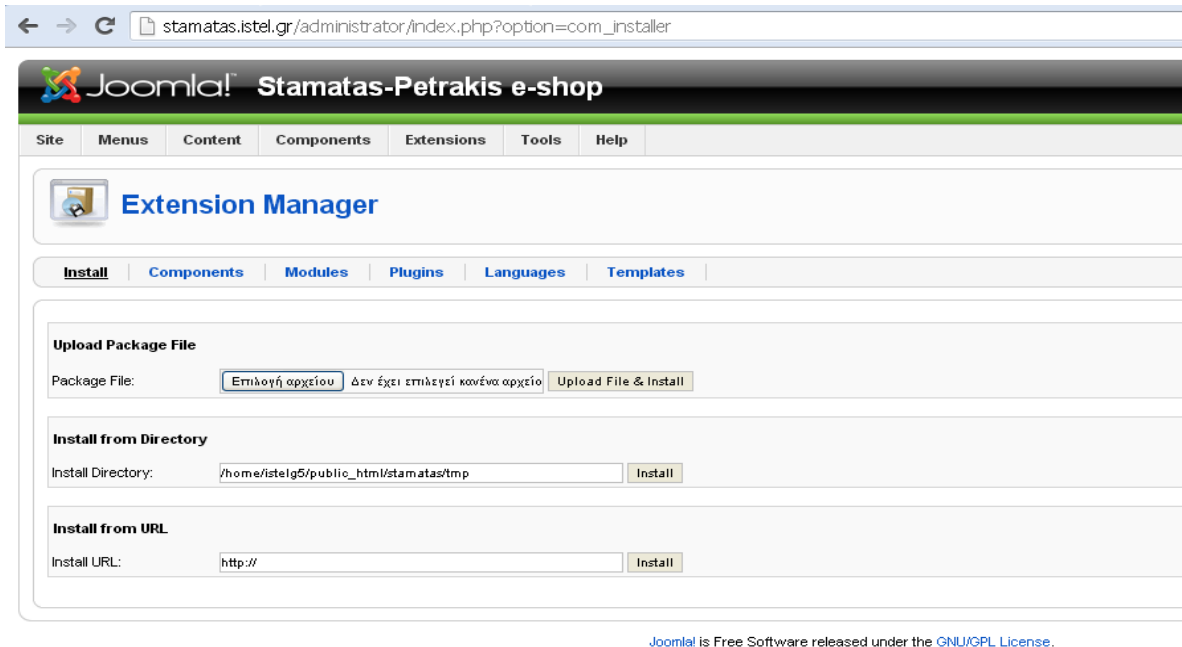 stamatas.istel.gr/administrator/index.php?option=com_installer
Joomla!™ Stamatas-Petrakis e-shop
Site Menus Content Components Extensions Tools Help
Extension Manager
Install Components Modules Plugins Languages Templates
Upload Package File
Package File: Επιλογή αρχείου Δεν έχει επιλεγεί κανένα αρχείο Upload File & Install
Install from Directory
Install Directory: /home/istelg5/public_html/stamatas/tmp Install
Install from URL
Install URL: http:// Install
Joomla! is Free Software released under the GNU/GPL License.